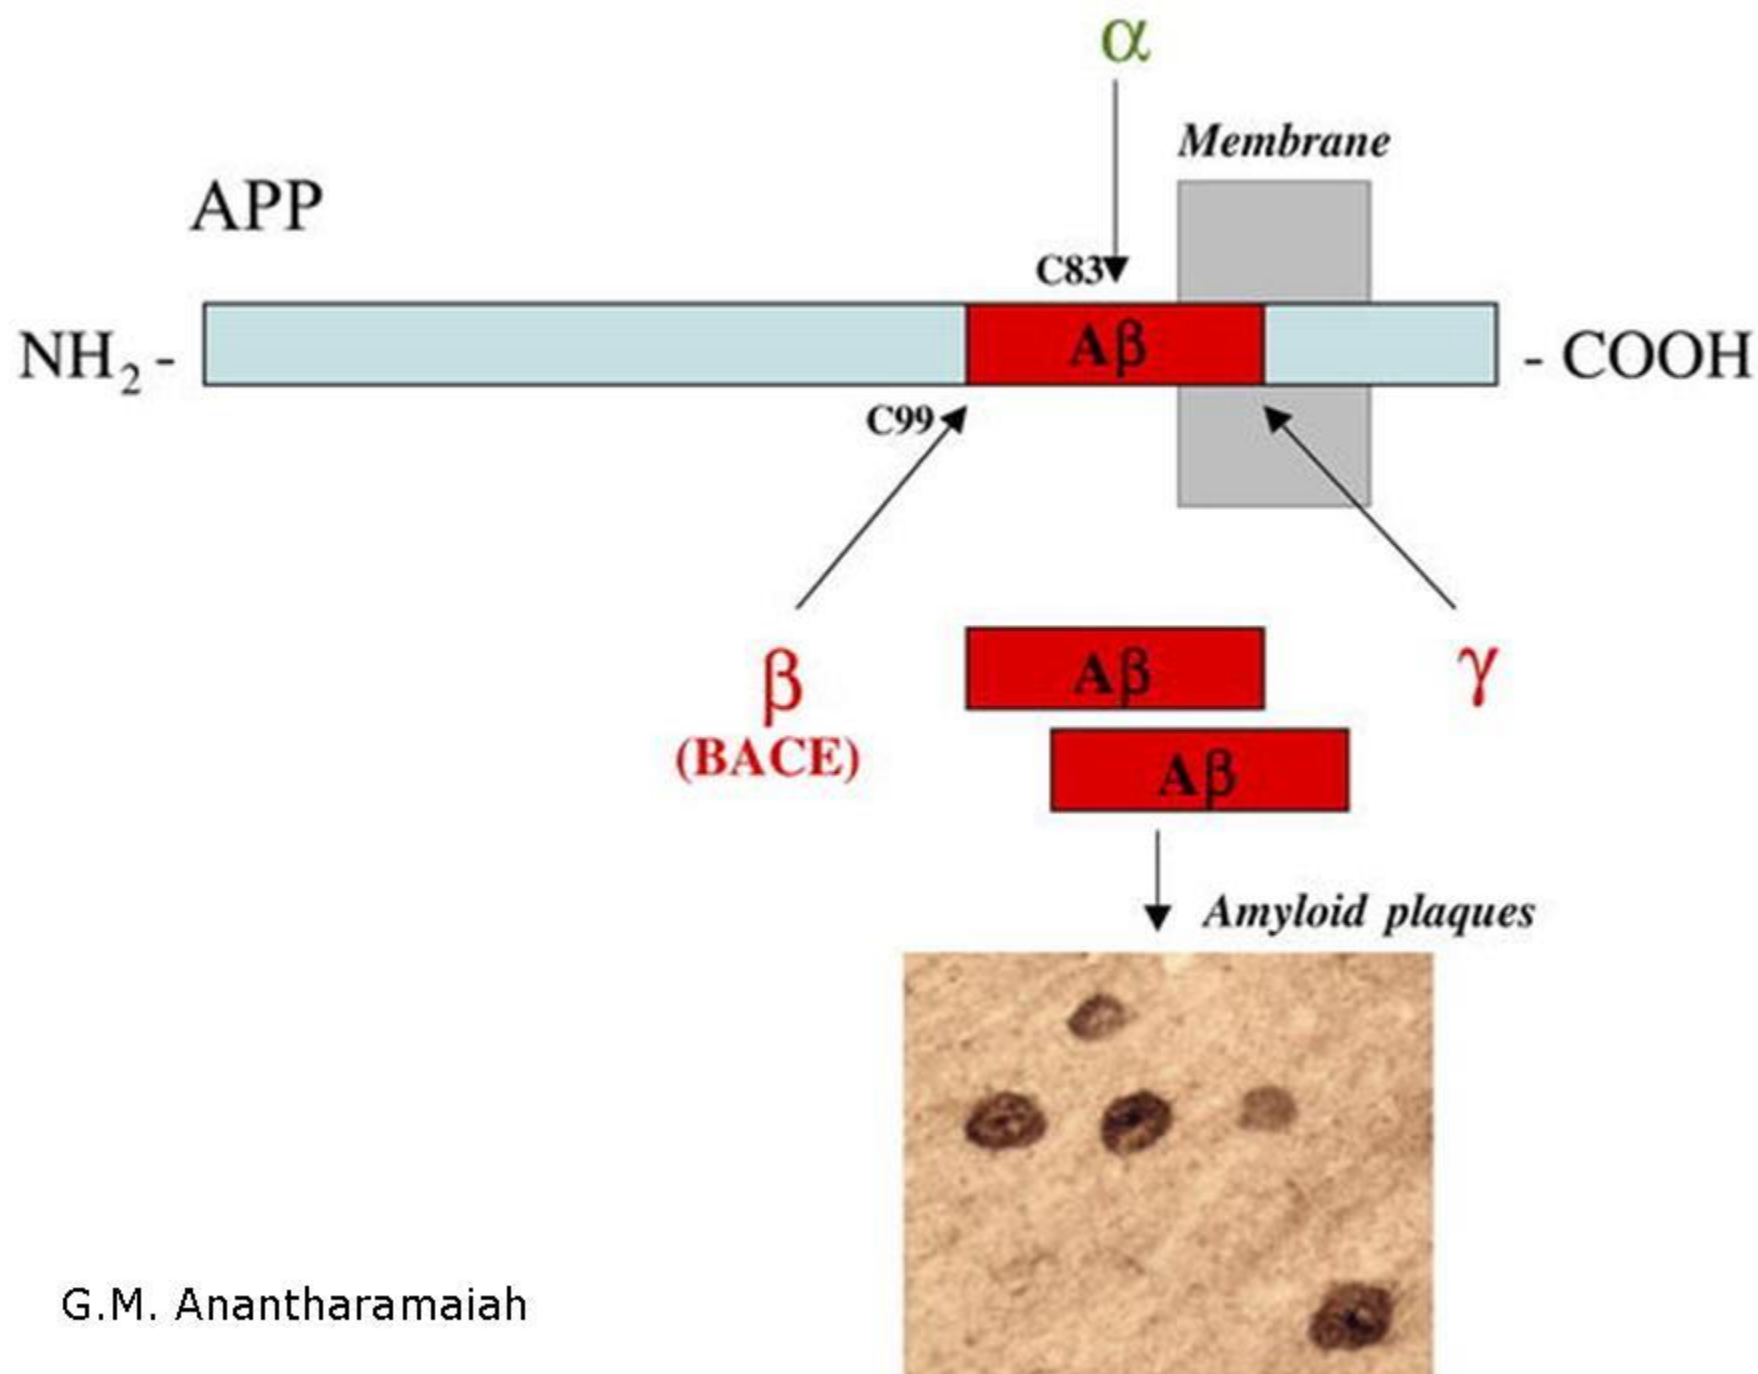 α
Membrane
APP
C83
NH₂ -
Aβ
- COOH
C99
β
(BACE)
Aβ
γ
Aβ
Amyloid plaques
G.M. Anantharamaiah